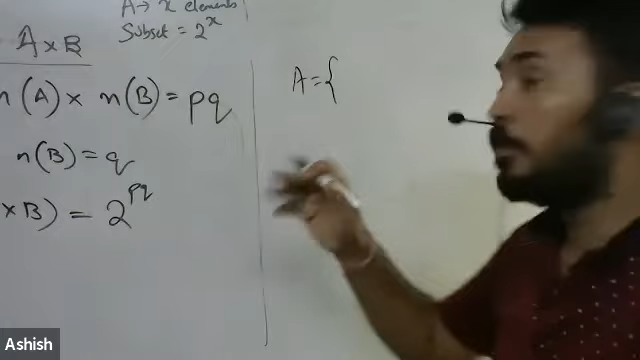 A → x elements
Subset = 2^x
A × B
n(A) × n(B) = pq
n(B) = q
× B) = 2^pq
A = {
Ashish